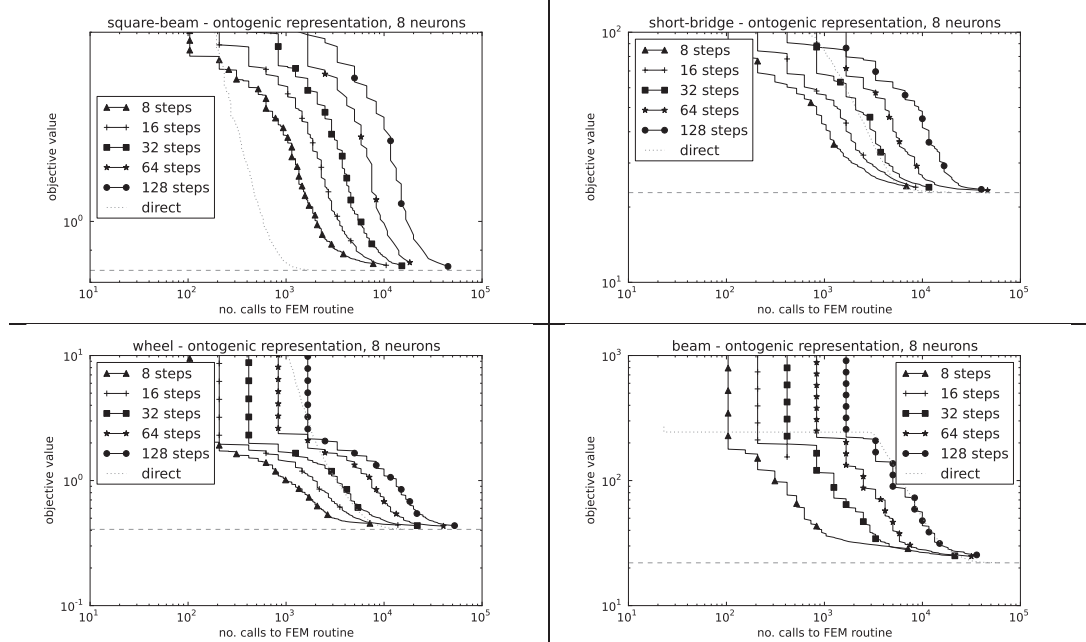 square-beam - ontogenic representation, 8 neurons
objective value
10^0
8 steps
16 steps
32 steps
64 steps
128 steps
direct
10^1 10^2 10^3 10^4 10^5
no. calls to FEM routine
short-bridge - ontogenic representation, 8 neurons
objective value
10^2
10^1
8 steps
16 steps
32 steps
64 steps
128 steps
direct
10^1 10^2 10^3 10^4 10^5
no. calls to FEM routine
wheel - ontogenic representation, 8 neurons
objective value
10^1
10^0
10^-1
8 steps
16 steps
32 steps
64 steps
128 steps
direct
10^1 10^2 10^3 10^4 10^5
no. calls to FEM routine
beam - ontogenic representation, 8 neurons
objective value
10^3
10^2
10^1
8 steps
16 steps
32 steps
64 steps
128 steps
direct
10^1 10^2 10^3 10^4 10^5
no. calls to FEM routine